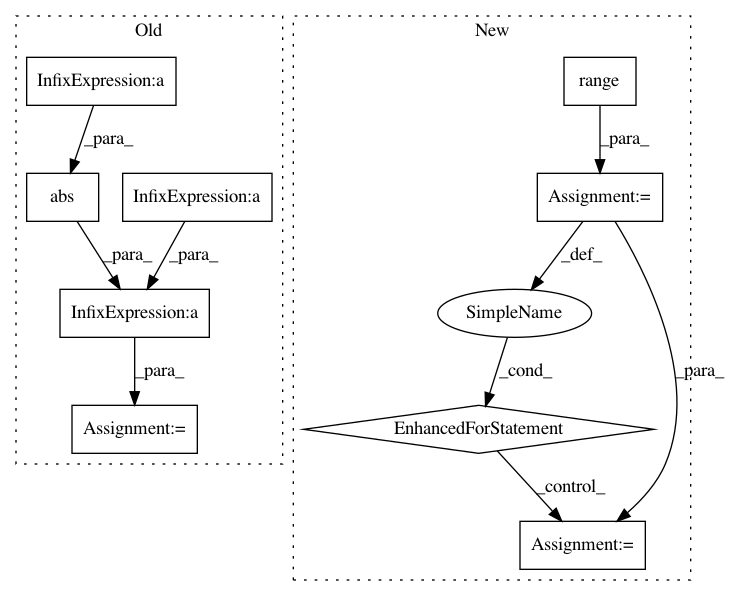 Old
New
InfixExpression:a
range
_para_
_para_
abs
InfixExpression:a
Assignment:=
_para_
_para_
_def_
InfixExpression:a
SimpleName
_para_
_cond_
_para_
Assignment:=
EnhancedForStatement
_control_
Assignment:=